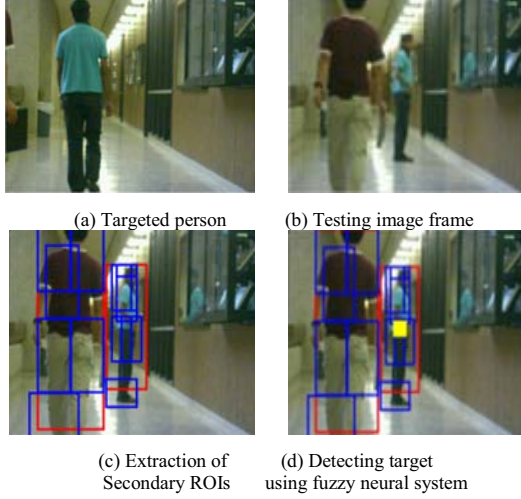 (a) Targeted person
(b) Testing image frame
(c) Extraction of Secondary ROIs
(d) Detecting target using fuzzy neural system